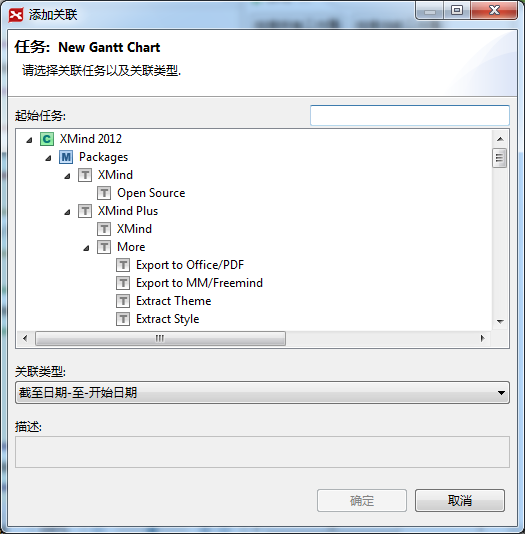 添加关联
任务: New Gantt Chart
请选择关联任务以及关联类型.
起始任务:
C XMind 2012
M Packages
T XMind
T Open Source
T XMind Plus
T XMind
T More
T Export to Office/PDF
T Export to MM/Freemind
T Extract Theme
T Extract Style
关联类型:
截至日期-至-开始日期
描述:
确定 取消